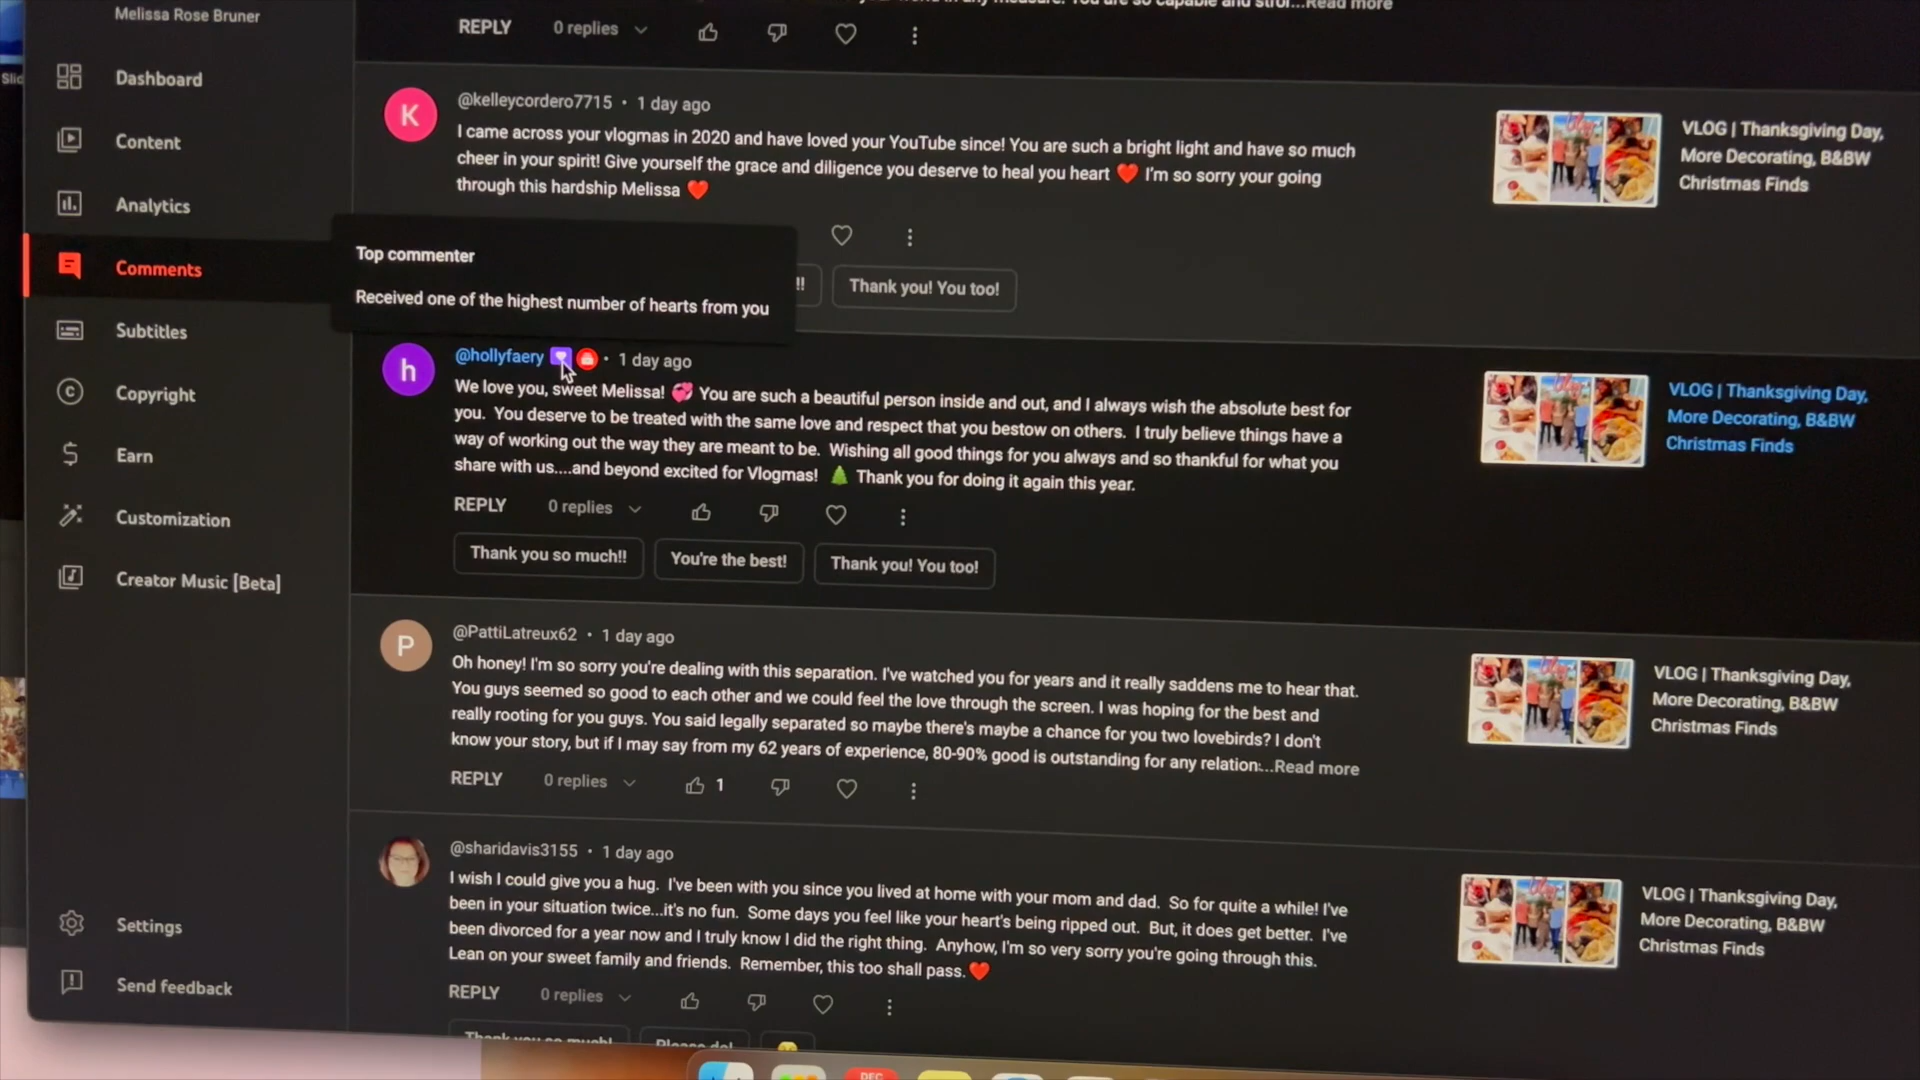 Melissa Rose Bruner
Dashboard
Content
Analytics
Comments
Subtitles
Copyright
Earn
Customization
Creator Music [Beta]
Settings
Send feedback
Slid
...Read more
REPLY 0 replies
K
@kelleycordero7715 • 1 day ago
I came across your vlogmas in 2020 and have loved your YouTube since! You are such a bright light and have so much
cheer in your spirit! Give yourself the grace and diligence you deserve to heal you heart ❤️ I'm so sorry your going
through this hardship Melissa ❤️
VLOG | Thanksgiving Day,
More Decorating, B&BW
Christmas Finds
Top commenter
Received one of the highest number of hearts from you
!!
Thank you! You too!
h
@hollyfaery • 1 day ago
We love you, sweet Melissa! 💞 You are such a beautiful person inside and out, and I always wish the absolute best for
you. You deserve to be treated with the same love and respect that you bestow on others. I truly believe things have a
way of working out the way they are meant to be. Wishing all good things for you always and so thankful for what you
share with us....and beyond excited for Vlogmas! 🌲 Thank you for doing it again this year.
REPLY 0 replies
Thank you so much!! You're the best! Thank you! You too!
VLOG | Thanksgiving Day,
More Decorating, B&BW
Christmas Finds
P
@PattiLatreux62 • 1 day ago
Oh honey! I'm so sorry you're dealing with this separation. I've watched you for years and it really saddens me to hear that.
You guys seemed so good to each other and we could feel the love through the screen. I was hoping for the best and
really rooting for you guys. You said legally separated so maybe there's maybe a chance for you two lovebirds? I don't
know your story, but if I may say from my 62 years of experience, 80-90% good is outstanding for any relation:...Read more
REPLY 0 replies 1
VLOG | Thanksgiving Day,
More Decorating, B&BW
Christmas Finds
@sharidavis3155 • 1 day ago
I wish I could give you a hug. I've been with you since you lived at home with your mom and dad. So for quite a while! I've
been in your situation twice...it's no fun. Some days you feel like your heart's being ripped out. But, it does get better. I've
been divorced for a year now and I truly know I did the right thing. Anyhow, I'm so very sorry you're going through this.
Lean on your sweet family and friends. Remember, this too shall pass. ❤️
REPLY 0 replies
Thank you so much! Please do!
VLOG | Thanksgiving Day,
More Decorating, B&BW
Christmas Finds
DEC